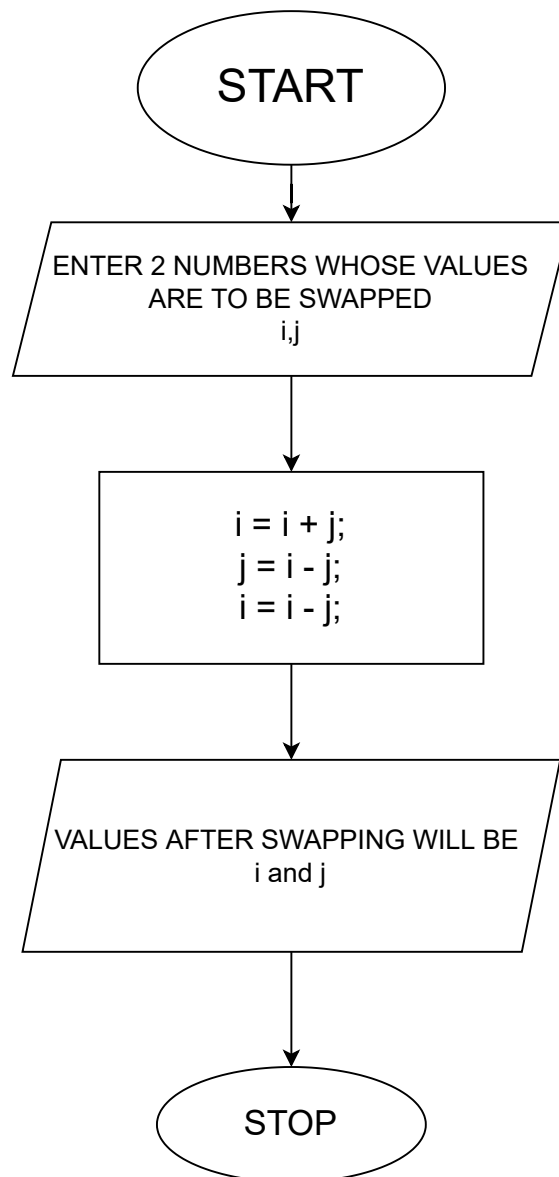 START
ENTER 2 NUMBERS WHOSE VALUES
ARE TO BE SWAPPED
i,j
i = i + j;
j = i - j;
i = i - j;
VALUES AFTER SWAPPING WILL BE
i and j
STOP